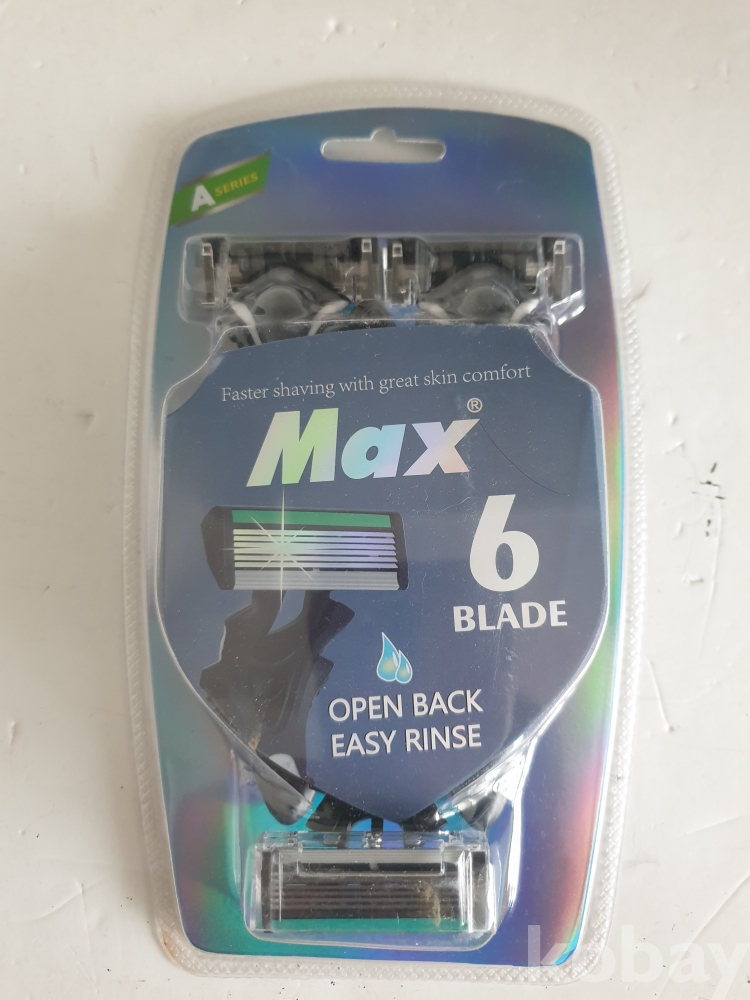 A SERIES
Faster shaving with great skin comfort
Max®
6
BLADE
OPEN BACK
EASY RINSE
kobay